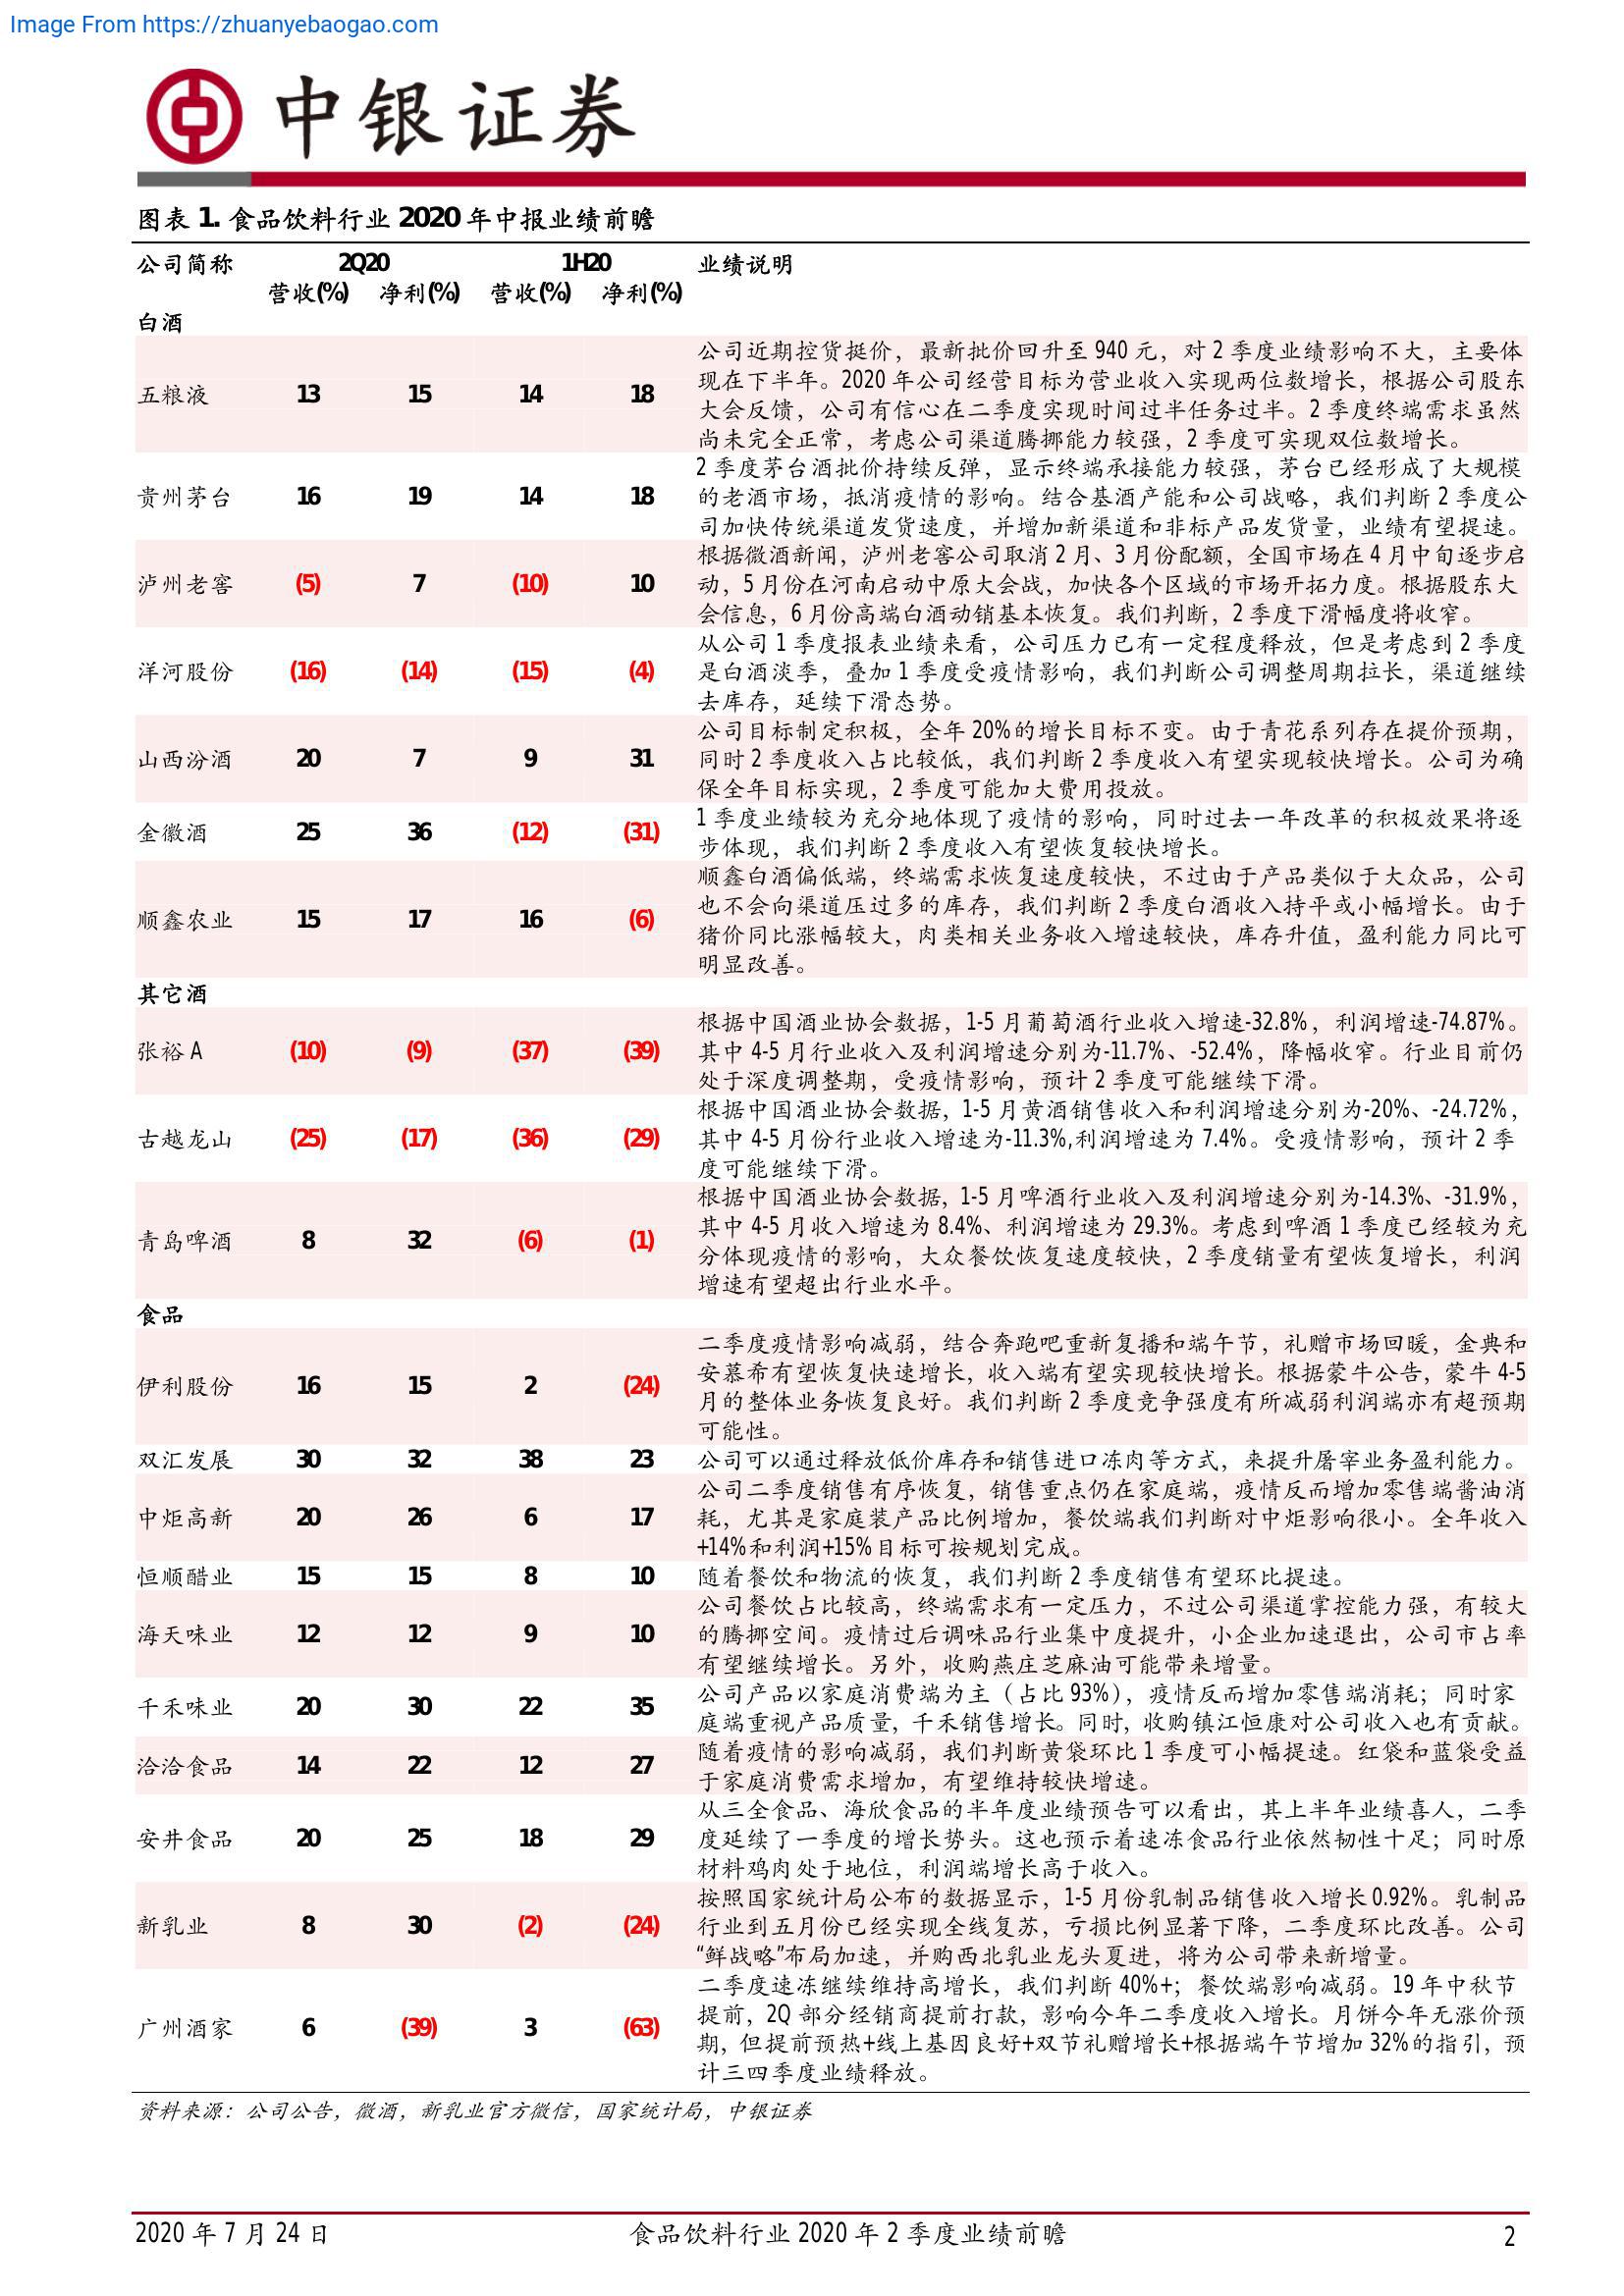 Image From https://zhuanyebaogao.com
中银证券
图表 1. 食品饮料行业 2020 年中报业绩前瞻
公司简称 2Q20 1H20 业绩说明
营收(%) 净利(%) 营收(%) 净利(%)
白酒
公司近期控货挺价，最新批价回升至 940 元，对 2 季度业绩影响不大，主要体
现在下半年。2020 年公司经营目标为营业收入实现两位数增长，根据公司股东
五粮液 13 15 14 18
大会反馈，公司有信心在二季度实现时间过半任务过半。2 季度终端需求虽然
尚未完全正常，考虑公司渠道腾挪能力较强，2 季度可实现双位数增长。
2 季度茅台酒批价持续反弹，显示终端承接能力较强，茅台已经形成了大规模
贵州茅台 16 19 14 18 的老酒市场，抵消疫情的影响。结合基酒产能和公司战略，我们判断 2 季度公
司加快传统渠道发货速度，并增加新渠道和非标产品发货量，业绩有望提速。
根据微酒新闻，泸州老窖公司取消 2 月、3 月份配额，全国市场在 4 月中旬逐步启
泸州老窖 (5) 7 (10) 10 动，5 月份在河南启动中原大会战，加快各个区域的市场开拓力度。根据股东大
会信息，6 月份高端白酒动销基本恢复。我们判断，2 季度下滑幅度将收窄。
从公司 1 季度报表业绩来看，公司压力已有一定程度释放，但是考虑到 2 季度
洋河股份 (16) (14) (15) (4) 是白酒淡季，叠加 1 季度受疫情影响，我们判断公司调整周期拉长，渠道继续
去库存，延续下滑态势。
公司目标制定积极，全年 20%的增长目标不变。由于青花系列存在提价预期，
山西汾酒 20 7 9 31 同时 2 季度收入占比较低，我们判断 2 季度收入有望实现较快增长。公司为确
保全年目标实现，2 季度可能加大费用投放。
1 季度业绩较为充分地体现了疫情的影响，同时过去一年改革的积极效果将逐
金徽酒 25 36 (12) (31)
步体现，我们判断 2 季度收入有望恢复较快增长。
顺鑫白酒偏低端，终端需求恢复速度较快，不过由于产品类似于大众品，公司
也不会向渠道压过多的库存，我们判断 2 季度白酒收入持平或小幅增长。由于
顺鑫农业 15 17 16 (6)
猪价同比涨幅较大，肉类相关业务收入增速较快，库存升值，盈利能力同比可
明显改善。
其它酒
根据中国酒业协会数据，1-5 月葡萄酒行业收入增速-32.8%，利润增速-74.87%。
张裕 A (10) (9) (37) (39) 其中 4-5 月行业收入及利润增速分别为-11.7%、-52.4%，降幅收窄。行业目前仍
处于深度调整期，受疫情影响，预计 2 季度可能继续下滑。
根据中国酒业协会数据，1-5 月黄酒销售收入和利润增速分别为-20%、-24.72%，
古越龙山 (25) (17) (36) (29) 其中 4-5 月份行业收入增速为-11.3%,利润增速为 7.4%。受疫情影响，预计 2 季
度可能继续下滑。
根据中国酒业协会数据，1-5 月啤酒行业收入及利润增速分别为-14.3%、-31.9%，
其中 4-5 月收入增速为 8.4%、利润增速为 29.3%。考虑到啤酒 1 季度已经较为充
青岛啤酒 8 32 (6) (1)
分体现疫情的影响，大众餐饮恢复速度较快，2 季度销量有望恢复增长，利润
增速有望超出行业水平。
食品
二季度疫情影响减弱，结合奔跑吧重新复播和端午节，礼赠市场回暖，金典和
安慕希有望恢复快速增长，收入端有望实现较快增长。根据蒙牛公告，蒙牛 4-5
伊利股份 16 15 2 (24)
月的整体业务恢复良好。我们判断 2 季度竞争强度有所减弱利润端亦有超预期
可能性。
双汇发展 30 32 38 23 公司可以通过释放低价库存和销售进口冻肉等方式，来提升屠宰业务盈利能力。
公司二季度销售有序恢复，销售重点仍在家庭端，疫情反而增加零售端酱油消
中炬高新 20 26 6 17 耗，尤其是家庭装产品比例增加，餐饮端我们判断对中炬影响很小。全年收入
+14%和利润+15%目标可按规划完成。
恒顺醋业 15 15 8 10 随着餐饮和物流的恢复，我们判断 2 季度销售有望环比提速。
公司餐饮占比较高，终端需求有一定压力，不过公司渠道掌控能力强，有较大
海天味业 12 12 9 10 的腾挪空间。疫情过后调味品行业集中度提升，小企业加速退出，公司市占率
有望继续增长。另外，收购燕庄芝麻油可能带来增量。
公司产品以家庭消费端为主（占比 93%），疫情反而增加零售端消耗；同时家
千禾味业 20 30 22 35
庭端重视产品质量，千禾销售增长。同时，收购镇江恒康对公司收入也有贡献。
随着疫情的影响减弱，我们判断黄袋环比 1 季度可小幅提速。红袋和蓝袋受益
洽洽食品 14 22 12 27
于家庭消费需求增加，有望维持较快增速。
从三全食品、海欣食品的半年度业绩预告可以看出，其上半年业绩喜人，二季
安井食品 20 25 18 29 度延续了一季度的增长势头。这也预示着速冻食品行业依然韧性十足；同时原
材料鸡肉处于地位，利润端增长高于收入。
按照国家统计局公布的数据显示，1-5 月份乳制品销售收入增长 0.92%。乳制品
新乳业 8 30 (2) (24) 行业到五月份已经实现全线复苏，亏损比例显著下降，二季度环比改善。公司
“鲜战略”布局加速，并购西北乳业龙头夏进，将为公司带来新增量。
二季度速冻继续维持高增长，我们判断 40%+；餐饮端影响减弱。19 年中秋节
提前，2Q 部分经销商提前打款，影响今年二季度收入增长。月饼今年无涨价预
广州酒家 6 (39) 3 (63)
期，但提前预热+线上基因良好+双节礼赠增长+根据端午节增加 32%的指引，预
计三四季度业绩释放。
资料来源：公司公告，微酒，新乳业官方微信，国家统计局，中银证券
2020 年 7 月 24 日 食品饮料行业 2020 年 2 季度业绩前瞻 2